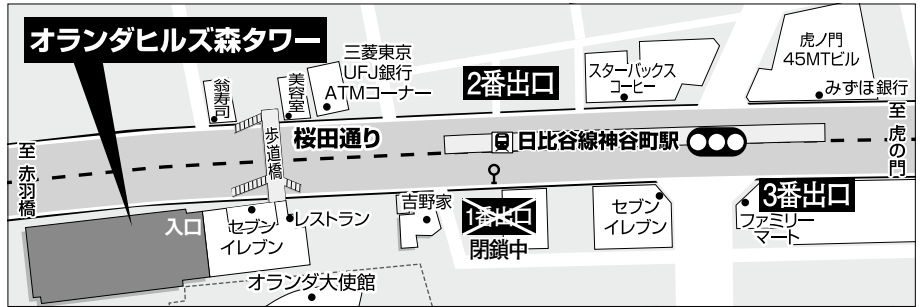 オランダヒルズ森タワー
翁寿司
美容室
三菱東京
UFJ銀行
ATMコーナー
2番出口
スターバックス
コーヒー
虎ノ門
45MTビル
みずほ銀行
至 赤羽橋
歩道橋
桜田通り
日比谷線神谷町駅
至 虎の門
入口
セブン
イレブン
レストラン
吉野家
1番出口
閉鎖中
セブン
イレブン
3番出口
ファミリー
マート
オランダ大使館